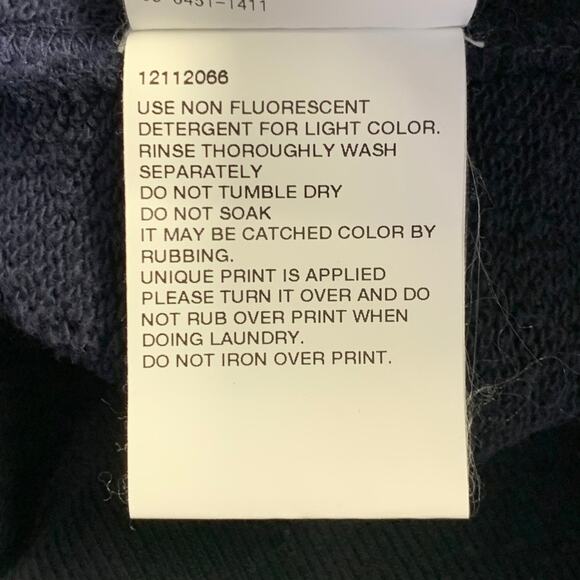 12112066
USE NON FLUORESCENT
DETERGENT FOR LIGHT COLOR.
RINSE THOROUGHLY WASH
SEPARATELY
DO NOT TUMBLE DRY
DO NOT SOAK
IT MAY BE CATCHED COLOR BY
RUBBING.
UNIQUE PRINT IS APPLIED
PLEASE TURN IT OVER AND DO
NOT RUB OVER PRINT WHEN
DOING LAUNDRY.
DO NOT IRON OVER PRINT.